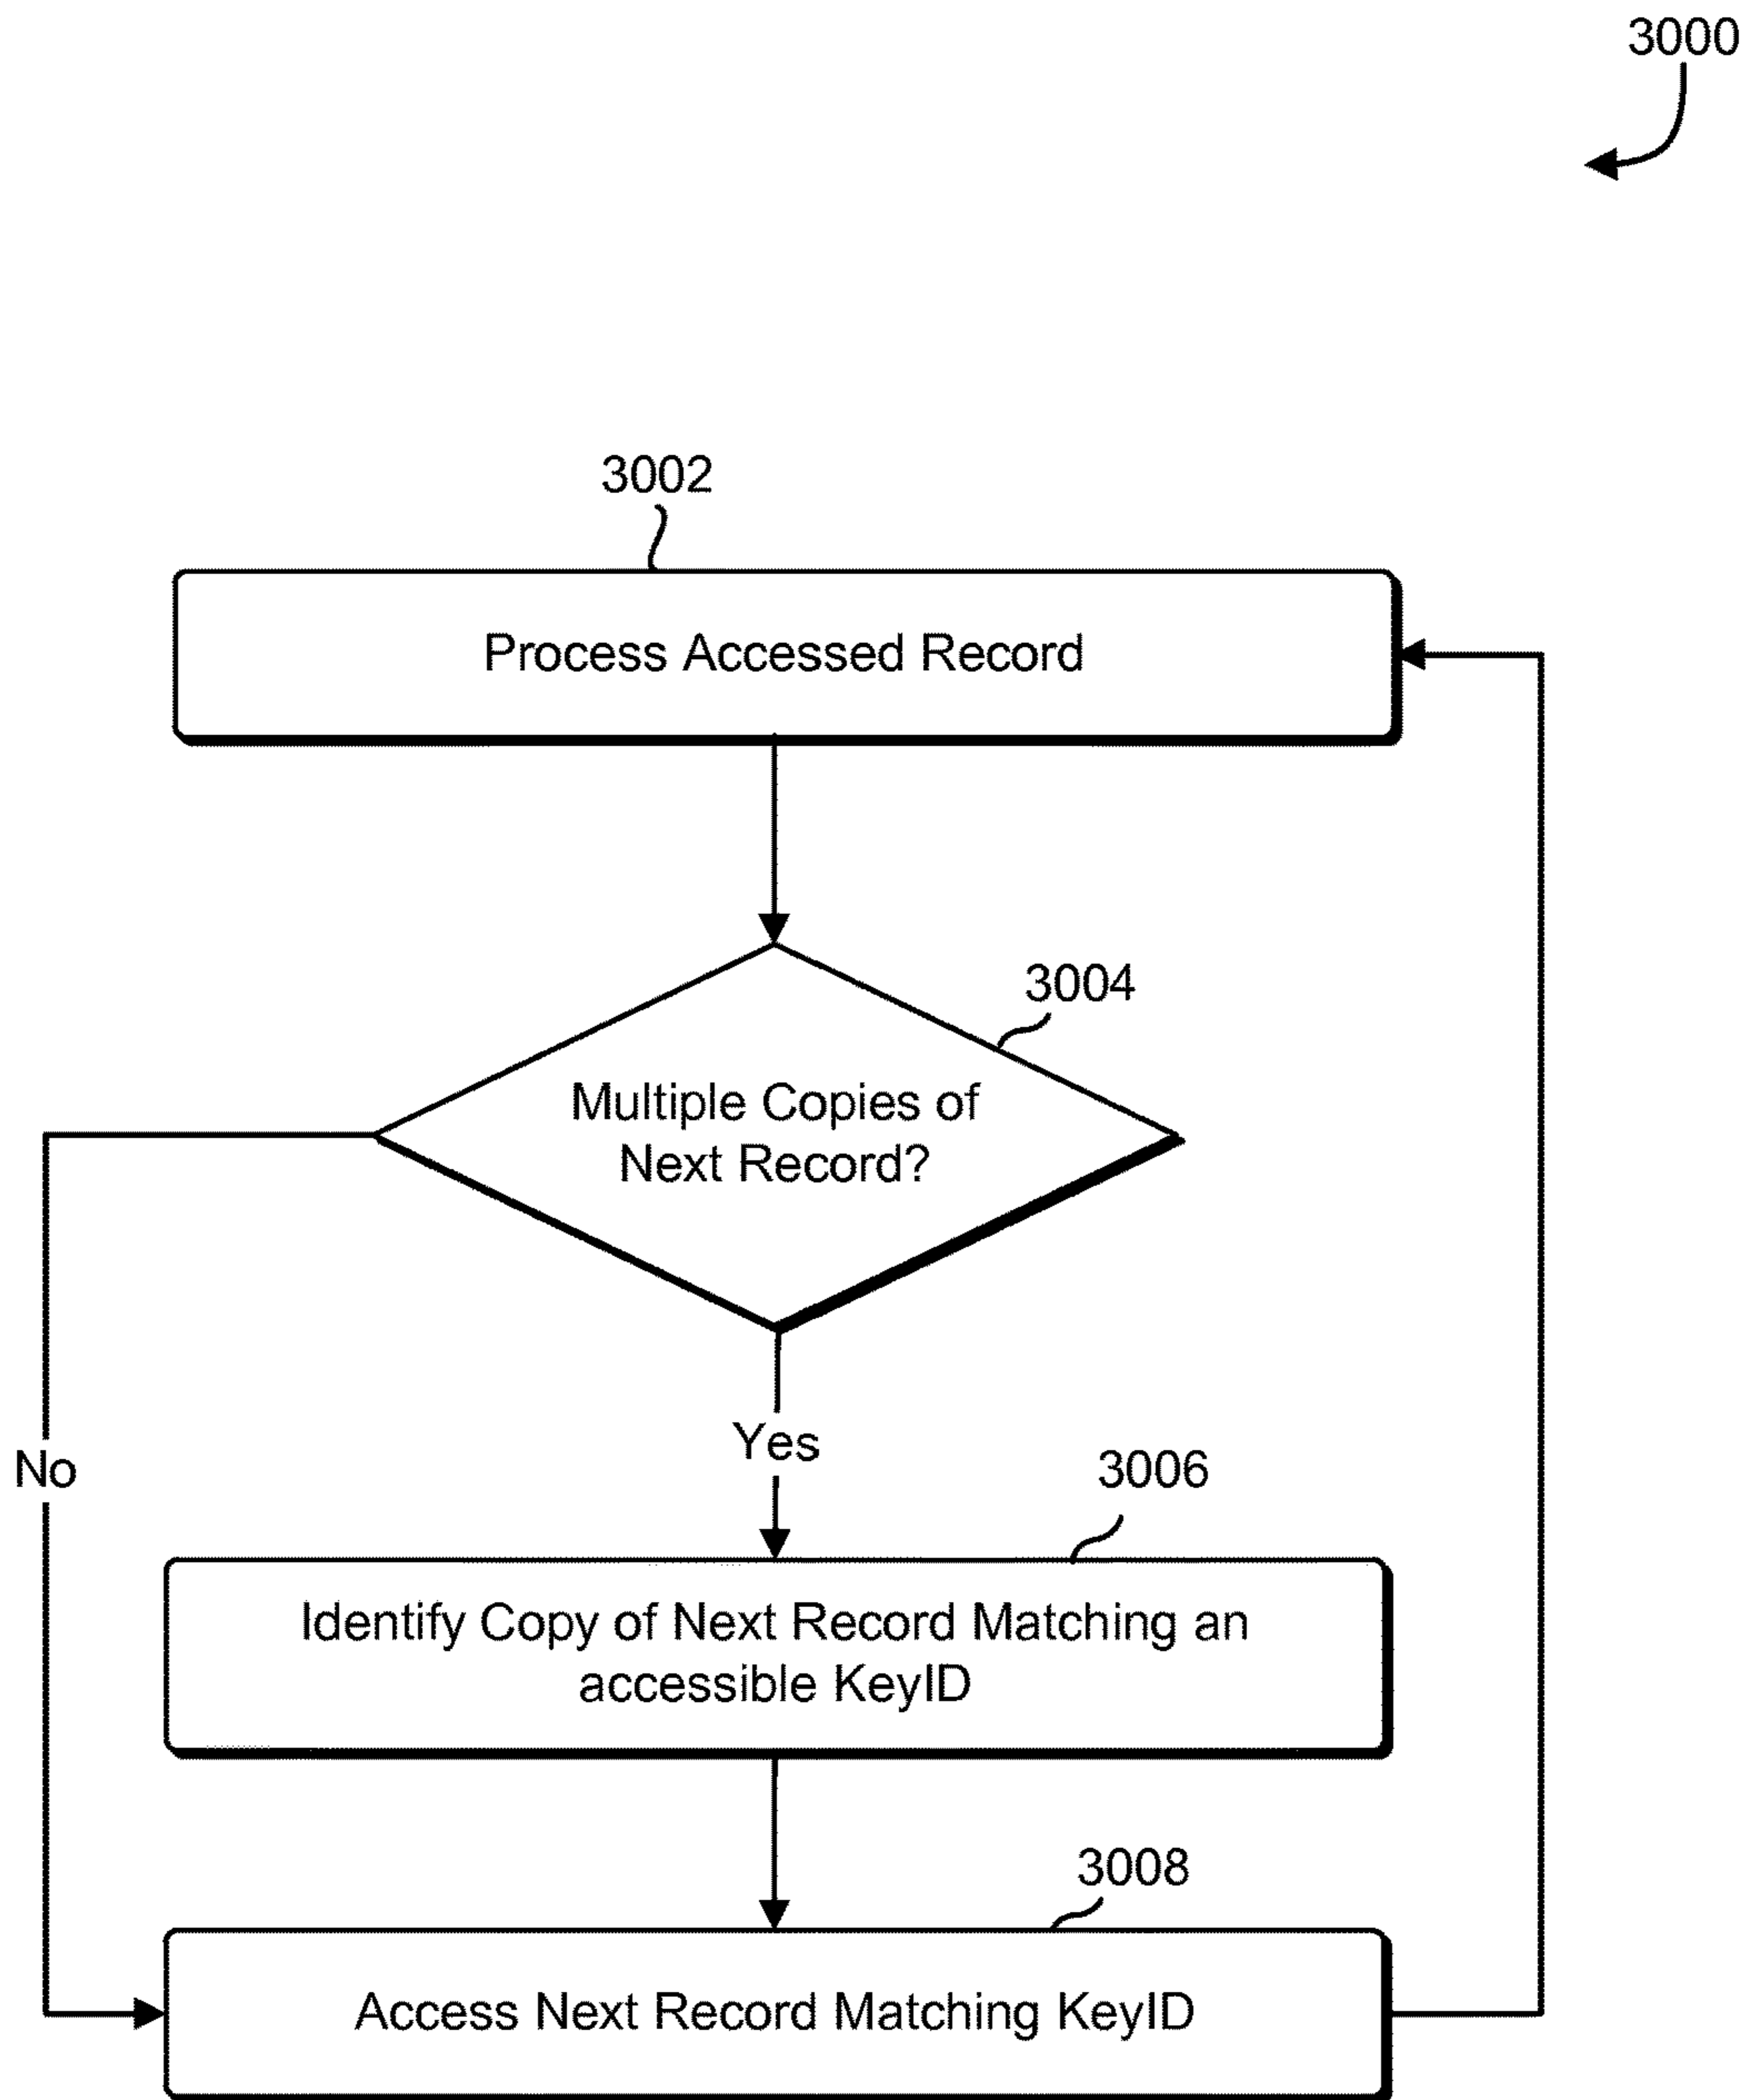 3000
3002
Process Accessed Record
3004
Multiple Copies of
Next Record?
Yes
No
3006
Identify Copy of Next Record Matching an
accessible KeyID
3008
Access Next Record Matching KeyID